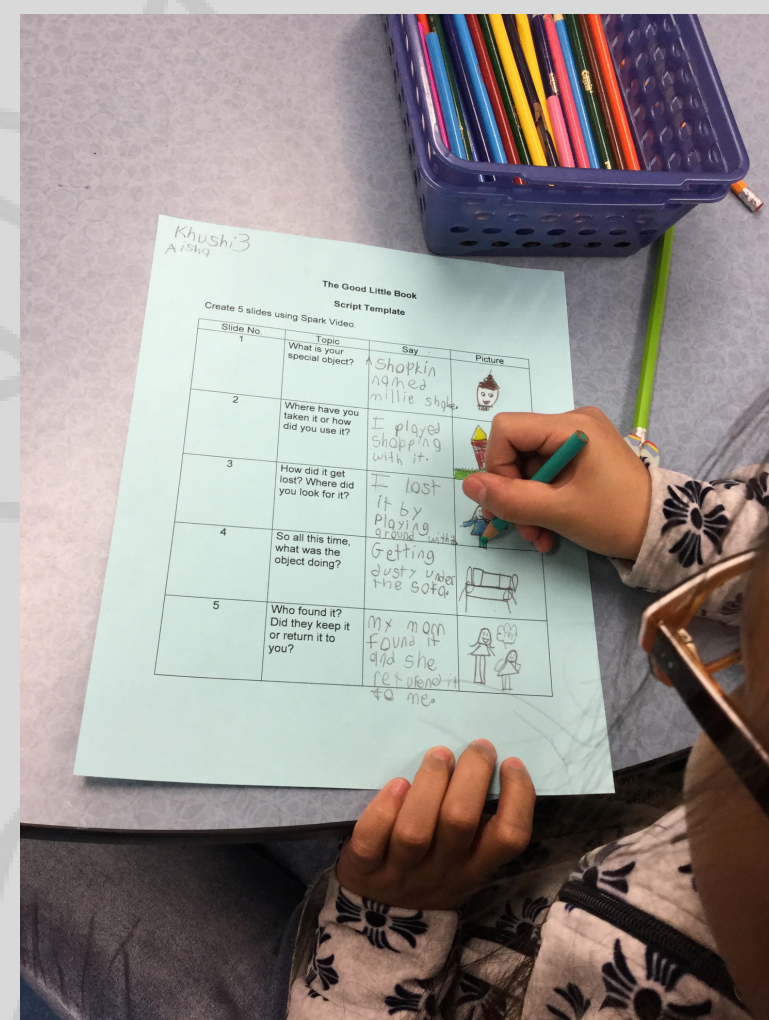 Khushi3
Aisha
The Good Little Book
Script Template
Create 5 slides using Spark Video.
Slide No.
Topic
Say
Picture
1
What is your
special object?
A Shopkin
named
millie shake.
2
Where have you
taken it or how
did you use it?
I played
shopping
with it.
3
How did it get
lost? Where did
you look for it?
I lost
it by
Playing
around with
4
So all this time,
what was the
object doing?
Getting
dusty under
the sofa.
5
Who found it?
Did they keep it
or return it to
you?
my mom
found it
and she
it
to me.